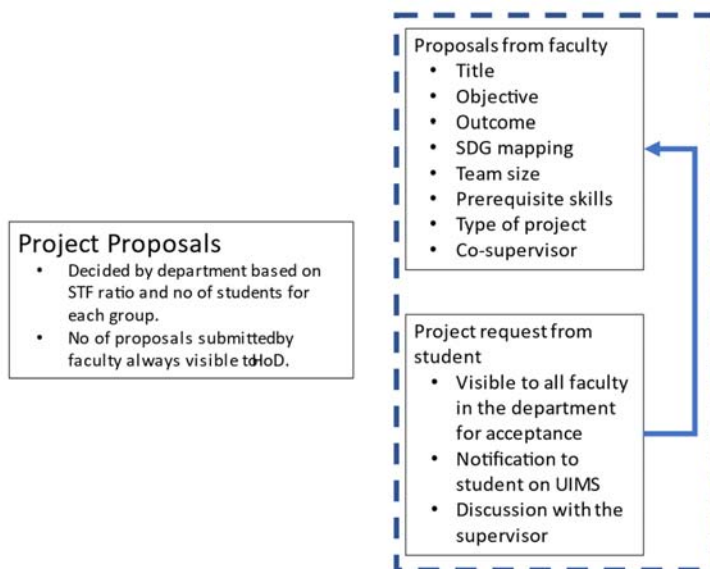 Project Proposals
• Decided by department based on
STF ratio and no of students for
each group.
• No of proposals submittedby
faculty always visible toHoD.
Proposals from faculty
• Title
• Objective
• Outcome
• SDG mapping
• Team size
• Prerequisite skills
• Type of project
• Co-supervisor
Project request from
student
• Visible to all faculty
in the department
for acceptance
• Notification to
student on UIMS
• Discussion with the
supervisor